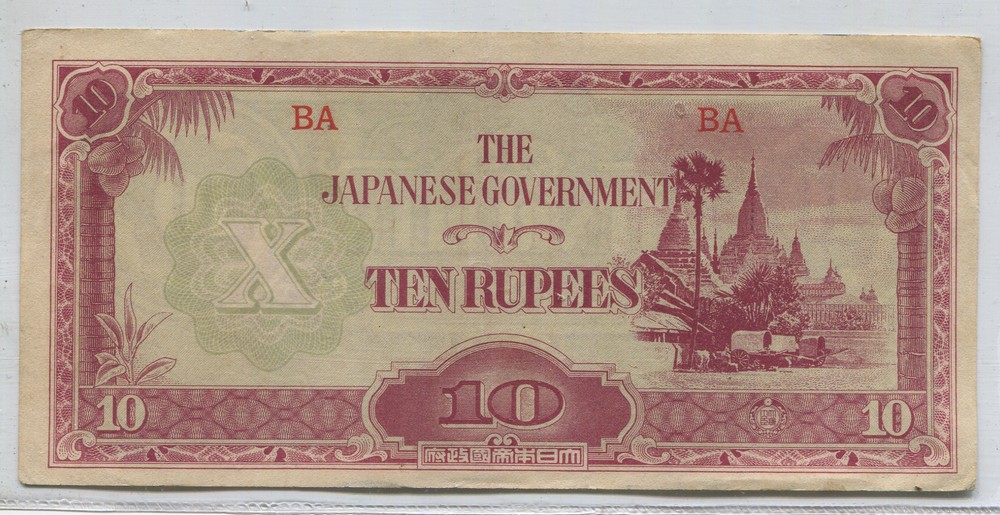 10 10
BA BA
THE
JAPANESE GOVERNMENT
X
TEN RUPEES
10 10 10
府政國帝本日大